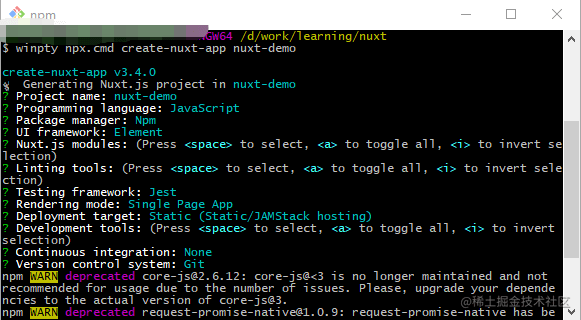 npm
MGW64 /d/work/learning/nuxt
$ winpty npx.cmd create-nuxt-app nuxt-demo
create-nuxt-app v3.4.0
Generating Nuxt.js project in nuxt-demo
? Project name: nuxt-demo
? Programming language: JavaScript
? Package manager: Npm
? UI framework: Element
? Nuxt.js modules: (Press <space> to select, <a> to toggle all, <i> to invert se
lection)
? Linting tools: (Press <space> to select, <a> to toggle all, <i> to invert sele
ction)
? Testing framework: Jest
? Rendering mode: Single Page App
? Deployment target: Static (Static/JAMStack hosting)
? Development tools: (Press <space> to select, <a> to toggle all, <i> to invert
selection)
? Continuous integration: None
? Version control system: Git
npm WARN deprecated core-js@2.6.12: core-js@<3 is no longer maintained and not
recommended for usage due to the number of issues. Please, upgrade your depende
ncies to the actual version of core-js@3.
npm WARN deprecated request-promise-native@1.0.9: request-promise-native has be
@稀土掘金技术社区